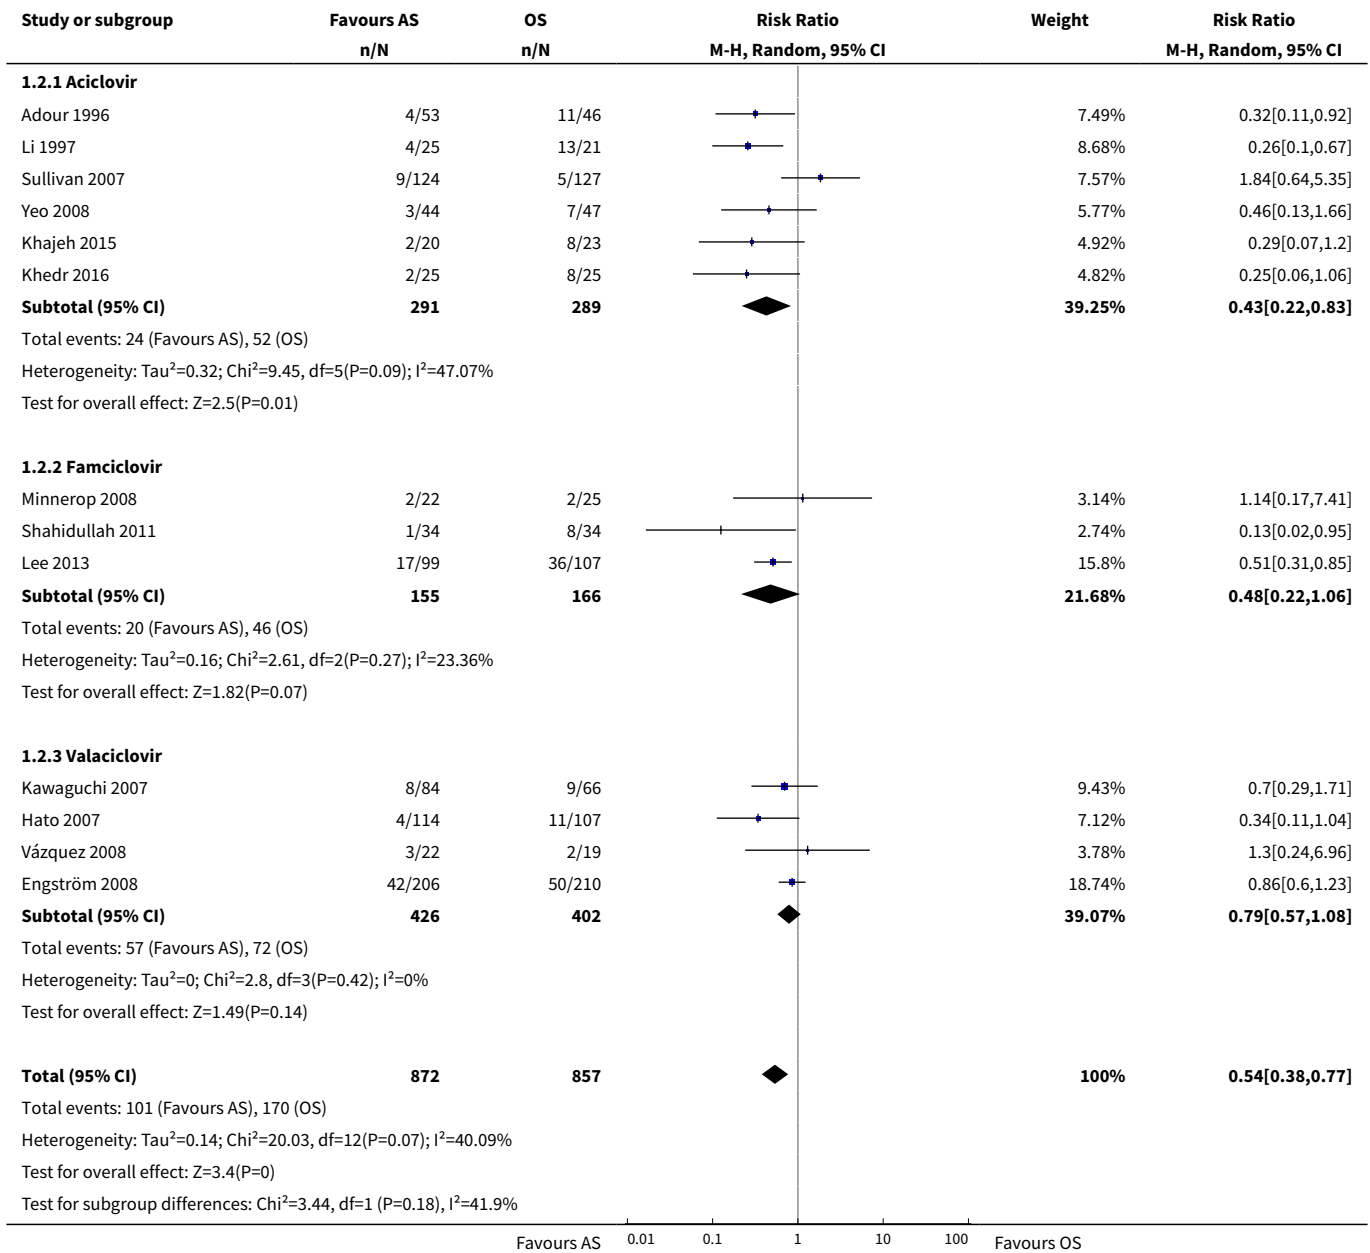 Study or subgroup Favours AS OS Risk Ratio Weight Risk Ratio
n/N n/N M-H, Random, 95% CI M-H, Random, 95% CI
1.2.1 Aciclovir
Adour 1996 4/53 11/46 7.49% 0.32[0.11,0.92]
Li 1997 4/25 13/21 8.68% 0.26[0.1,0.67]
Sullivan 2007 9/124 5/127 7.57% 1.84[0.64,5.35]
Yeo 2008 3/44 7/47 5.77% 0.46[0.13,1.66]
Khajeh 2015 2/20 8/23 4.92% 0.29[0.07,1.2]
Khedr 2016 2/25 8/25 4.82% 0.25[0.06,1.06]
Subtotal (95% CI) 291 289 39.25% 0.43[0.22,0.83]
Total events: 24 (Favours AS), 52 (OS)
Heterogeneity: Tau²=0.32; Chi²=9.45, df=5(P=0.09); I²=47.07%
Test for overall effect: Z=2.5(P=0.01)
1.2.2 Famciclovir
Minnerop 2008 2/22 2/25 3.14% 1.14[0.17,7.41]
Shahidullah 2011 1/34 8/34 2.74% 0.13[0.02,0.95]
Lee 2013 17/99 36/107 15.8% 0.51[0.31,0.85]
Subtotal (95% CI) 155 166 21.68% 0.48[0.22,1.06]
Total events: 20 (Favours AS), 46 (OS)
Heterogeneity: Tau²=0.16; Chi²=2.61, df=2(P=0.27); I²=23.36%
Test for overall effect: Z=1.82(P=0.07)
1.2.3 Valaciclovir
Kawaguchi 2007 8/84 9/66 9.43% 0.7[0.29,1.71]
Hato 2007 4/114 11/107 7.12% 0.34[0.11,1.04]
Vázquez 2008 3/22 2/19 3.78% 1.3[0.24,6.96]
Engström 2008 42/206 50/210 18.74% 0.86[0.6,1.23]
Subtotal (95% CI) 426 402 39.07% 0.79[0.57,1.08]
Total events: 57 (Favours AS), 72 (OS)
Heterogeneity: Tau²=0; Chi²=2.8, df=3(P=0.42); I²=0%
Test for overall effect: Z=1.49(P=0.14)
Total (95% CI) 872 857 100% 0.54[0.38,0.77]
Total events: 101 (Favours AS), 170 (OS)
Heterogeneity: Tau²=0.14; Chi²=20.03, df=12(P=0.07); I²=40.09%
Test for overall effect: Z=3.4(P=0)
Test for subgroup differences: Chi²=3.44, df=1 (P=0.18), I²=41.9%
Favours AS 0.01 0.1 1 10 100 Favours OS